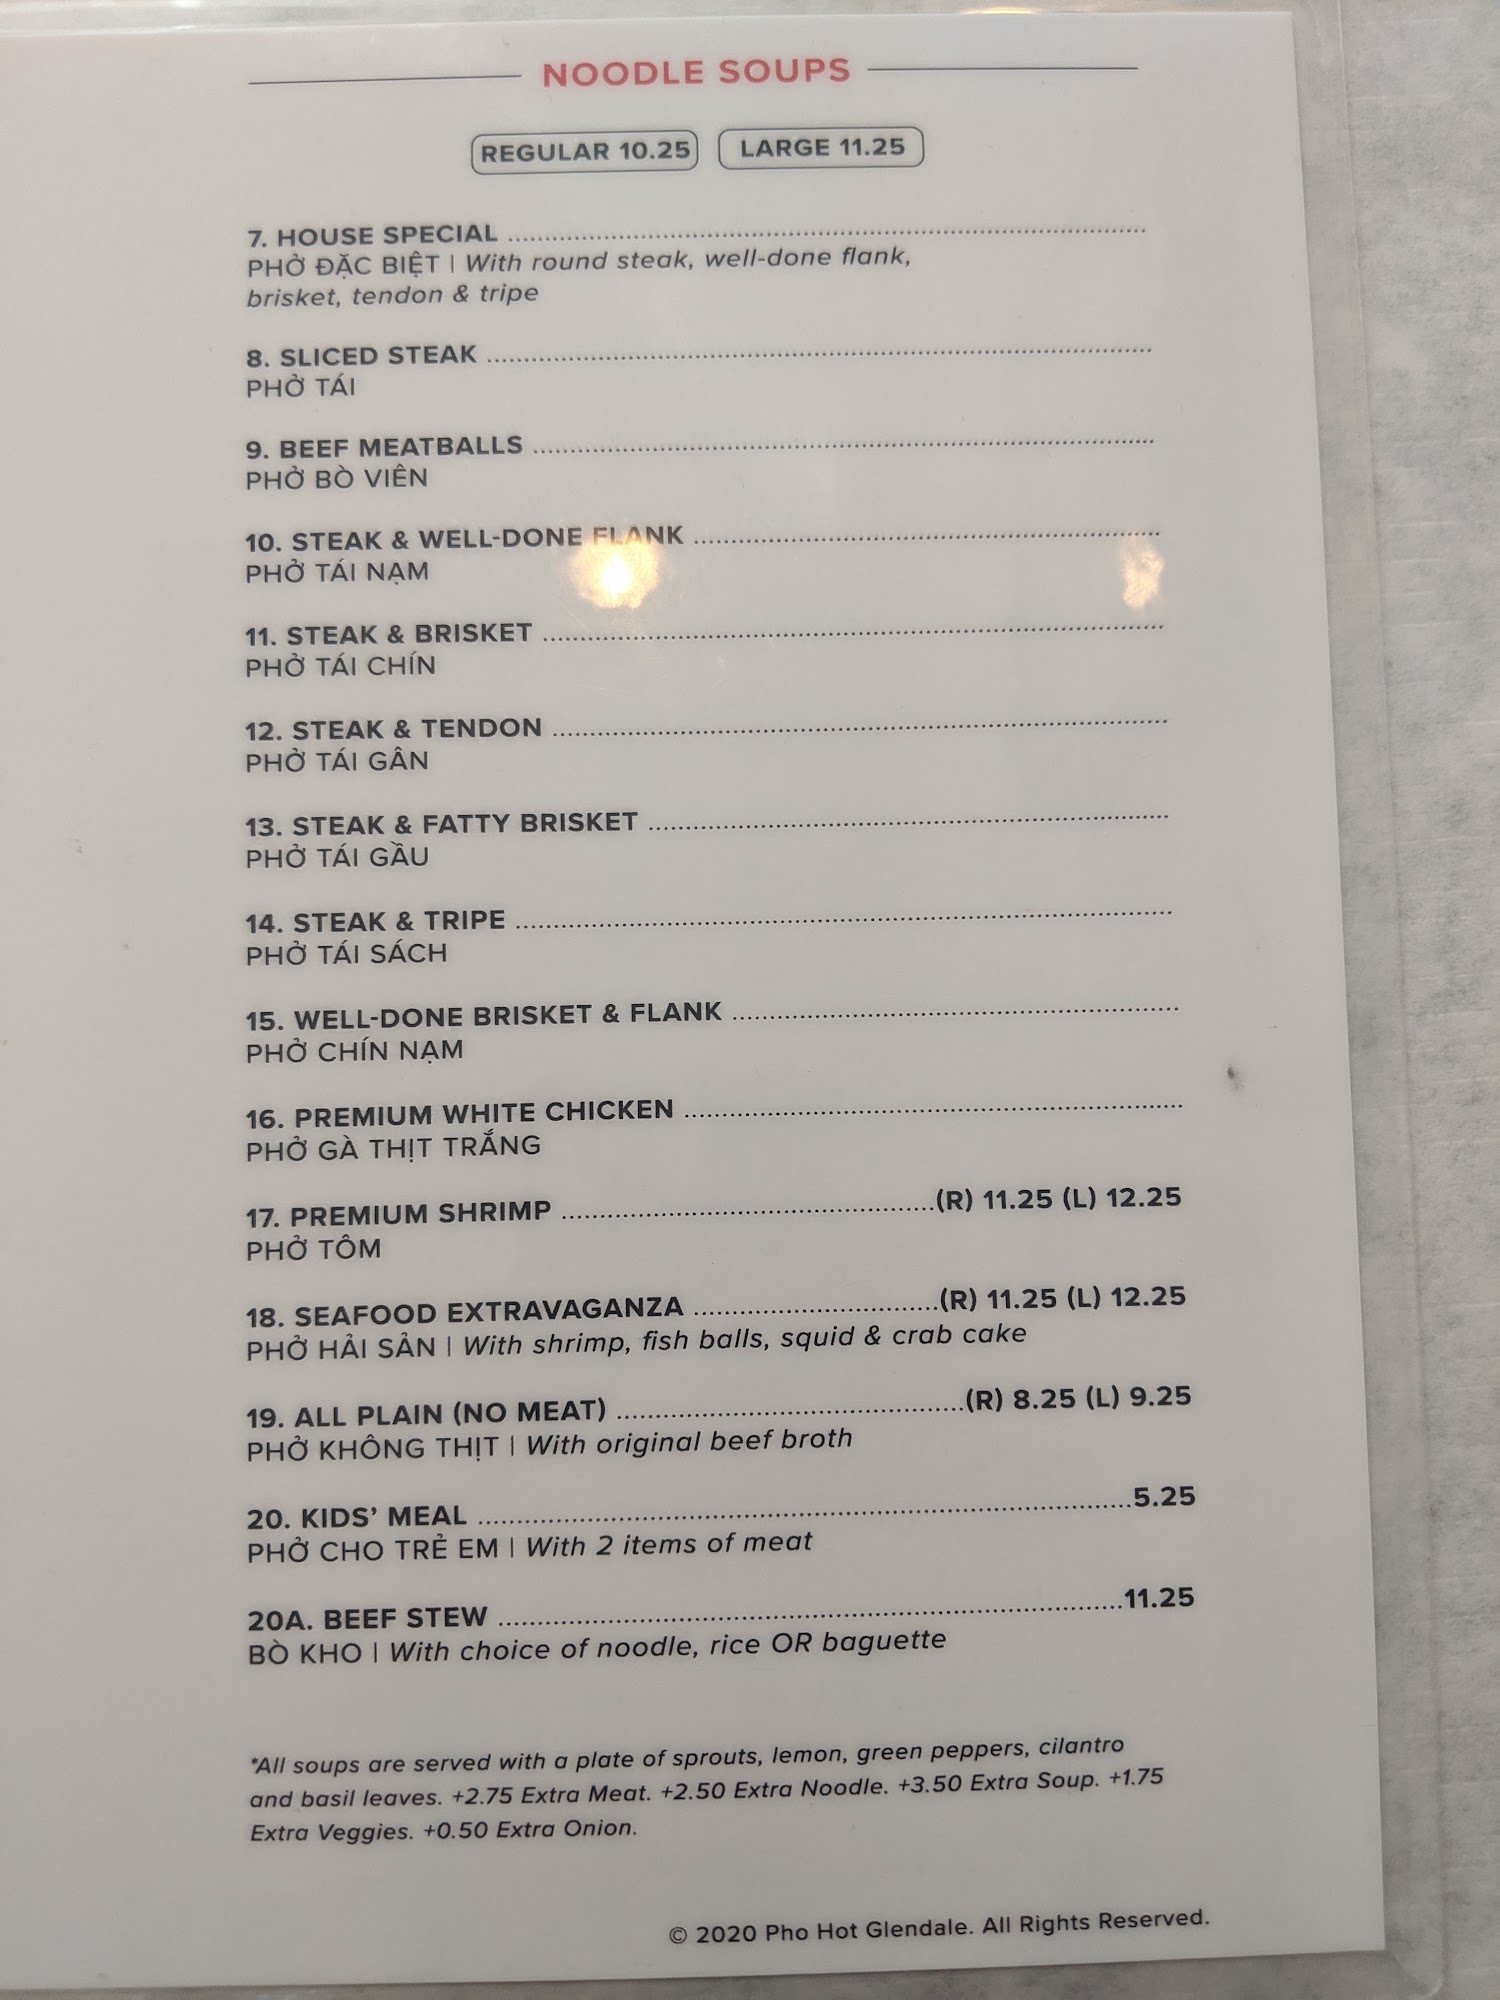 NOODLE SOUPS
REGULAR 10.25 LARGE 11.25
7. HOUSE SPECIAL
PHỞ ĐẶC BIỆT | With round steak, well-done flank,
brisket, tendon & tripe
8. SLICED STEAK
PHỞ TÁI
9. BEEF MEATBALLS
PHỞ BÒ VIÊN
10. STEAK & WELL-DONE FLANK
PHỞ TÁI NẠM
11. STEAK & BRISKET
PHỞ TÁI CHÍN
12. STEAK & TENDON
PHỞ TÁI GÂN
13. STEAK & FATTY BRISKET
PHỞ TÁI GẦU
14. STEAK & TRIPE
PHỞ TÁI SÁCH
15. WELL-DONE BRISKET & FLANK
PHỞ CHÍN NẠM
16. PREMIUM WHITE CHICKEN
PHỞ GÀ THỊT TRẮNG
17. PREMIUM SHRIMP (R) 11.25 (L) 12.25
PHỞ TÔM
18. SEAFOOD EXTRAVAGANZA (R) 11.25 (L) 12.25
PHỞ HẢI SẢN | With shrimp, fish balls, squid & crab cake
19. ALL PLAIN (NO MEAT) (R) 8.25 (L) 9.25
PHỞ KHÔNG THỊT | With original beef broth
20. KIDS' MEAL 5.25
PHỞ CHO TRẺ EM | With 2 items of meat
20A. BEEF STEW 11.25
BÒ KHO | With choice of noodle, rice OR baguette
*All soups are served with a plate of sprouts, lemon, green peppers, cilantro
and basil leaves. +2.75 Extra Meat. +2.50 Extra Noodle. +3.50 Extra Soup. +1.75
Extra Veggies. +0.50 Extra Onion.
© 2020 Pho Hot Glendale. All Rights Reserved.